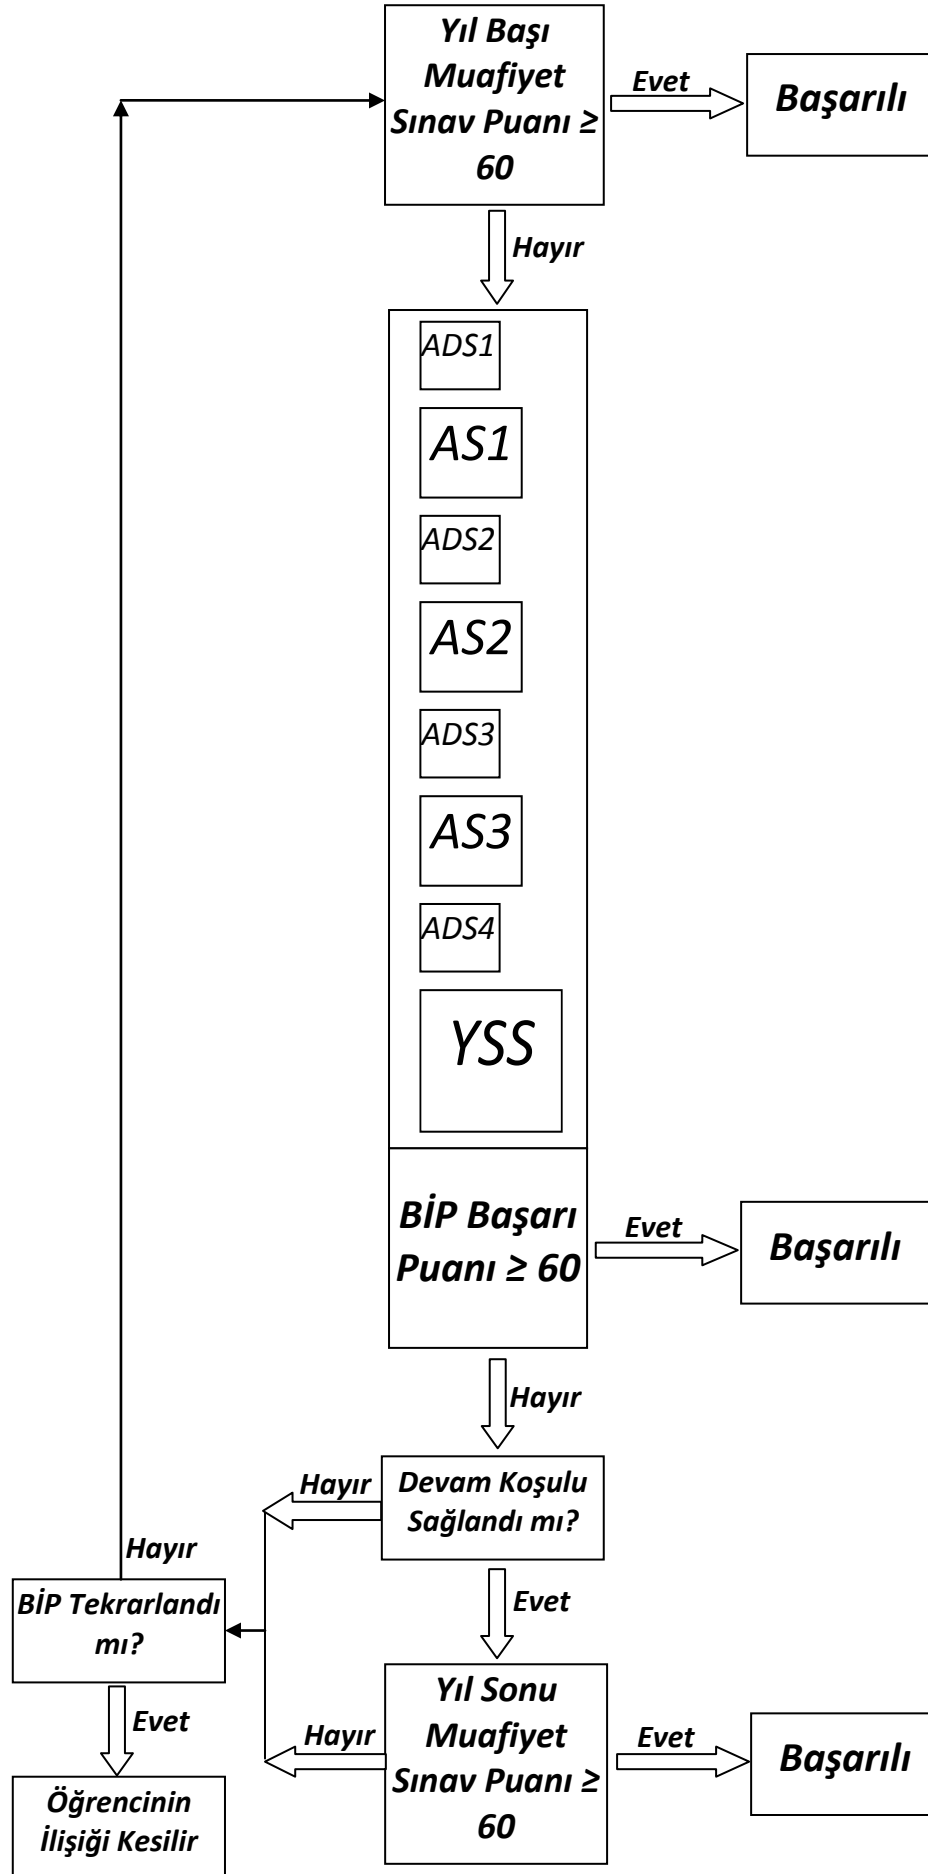 Yıl Başı
Muafiyet
Sınav Puanı ≥
60
Evet
Başarılı
Hayır
ADS1
AS1
ADS2
AS2
ADS3
AS3
ADS4
YSS
BİP Başarı
Puanı ≥ 60
Evet
Başarılı
Hayır
Devam Koşulu
Sağlandı mı?
Hayır
Evet
Hayır
BİP Tekrarlandı
mı?
Evet
Öğrencinin
İlişiği Kesilir
Yıl Sonu
Muafiyet
Sınav Puanı ≥
60
Hayır
Evet
Başarılı